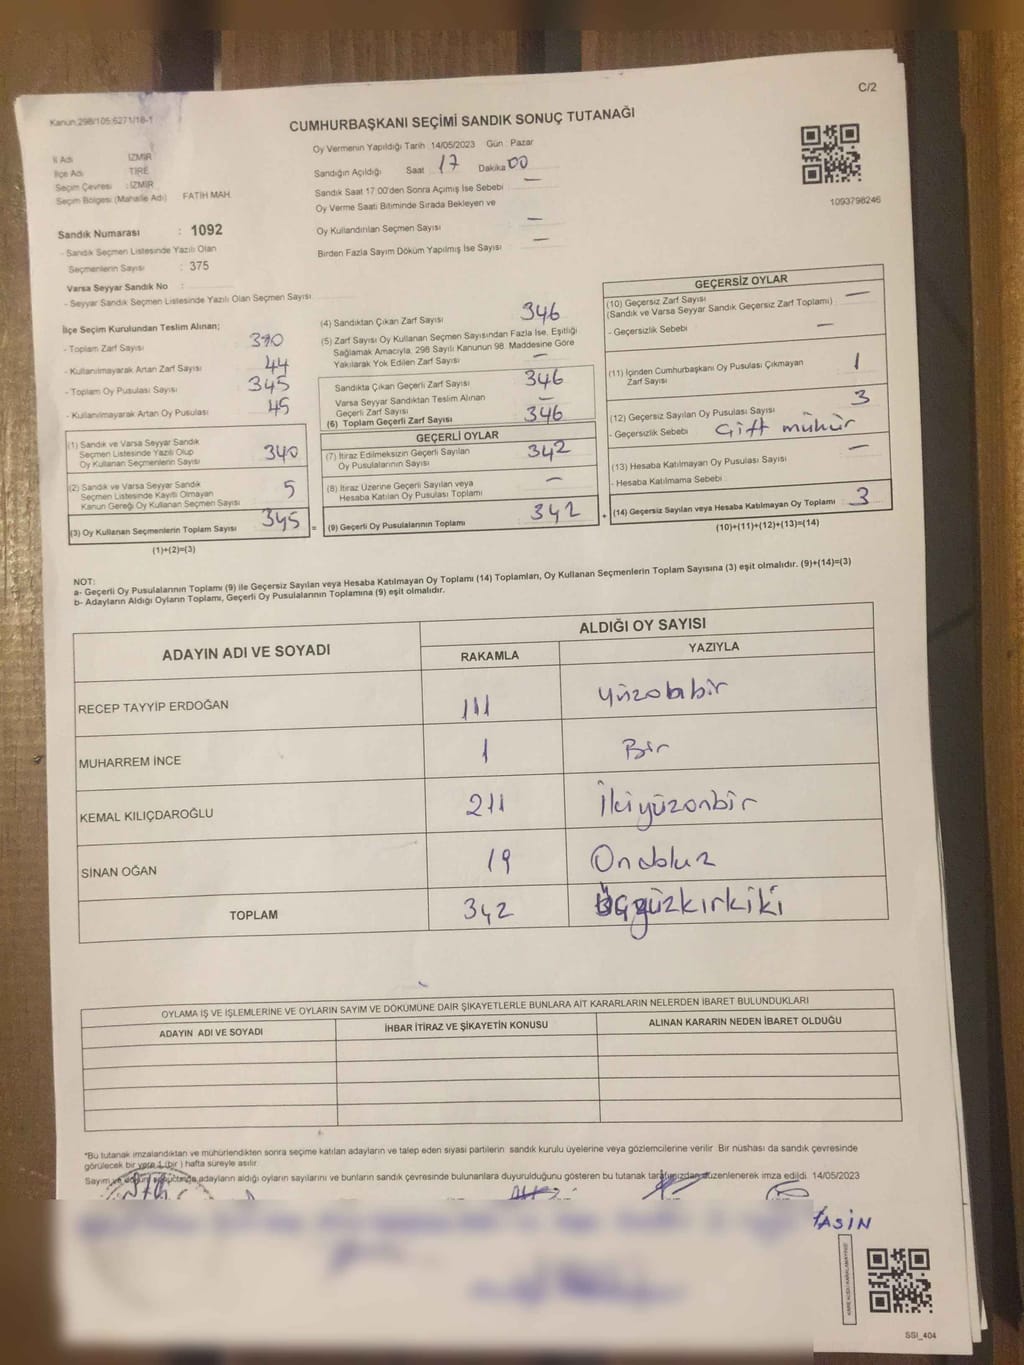 C/2
Kanun:298/105;6271/18-1
CUMHURBAŞKANI SEÇİMİ SANDIK SONUÇ TUTANAĞI
İl Adı İZMİR
İlçe Adı TİRE
Seçim Çevresi : İZMİR
Seçim Bölgesi (Mahalle Adı) FATİH MAH.
Oy Vermenin Yapıldığı Tarih :14/05/2023 Gün : Pazar
Sandığın Açıldığı Saat 17 Dakika 00
Sandık Saat 17:00'den Sonra Açımış İse Sebebi —
Oy Verme Saati Bitiminde Sırada Bekleyen ve
Oy Kullandırılan Seçmen Sayısı —
Birden Fazla Sayım Döküm Yapılmış İse Sayısı —
1093798246
Sandık Numarası : 1092
- Sandık Seçmen Listesinde Yazılı Olan
Seçmenlerin Sayısı : 375
Varsa Seyyar Sandık No :
- Seyyar Sandık Seçmen Listesinde Yazılı Olan Seçmen Sayısı
İlçe Seçim Kurulundan Teslim Alınan;
- Toplam Zarf Sayısı 390
- Kullanılmayarak Artan Zarf Sayısı 44
- Toplam Oy Pusulası Sayısı 345
- Kullanılmayarak Artan Oy Pusulası 45
(1) Sandık ve Varsa Seyyar Sandık
Seçmen Listesinde Yazılı Olup
Oy Kullanan Seçmenlerin Sayısı 340
(2) Sandık ve Varsa Seyyar Sandık
Seçmen Listesinde Kayıtlı Olmayan
Kanun Gereği Oy Kullanan Seçmen Sayısı 5
(3) Oy Kullanan Seçmenlerin Toplam Sayısı 345 =
(1)+(2)=(3)
(4) Sandıktan Çıkan Zarf Sayısı 346
(5) Zarf Sayısı Oy Kullanan Seçmen Sayısından Fazla İse, Eşitliği
Sağlamak Amacıyla, 298 Sayılı Kanunun 98. Maddesine Göre
Yakılarak Yok Edilen Zarf Sayısı —
Sandıkta Çıkan Geçerli Zarf Sayısı 346
Varsa Seyyar Sandıktan Teslim Alınan
Geçerli Zarf Sayısı —
(6) Toplam Geçerli Zarf Sayısı 346
GEÇERLİ OYLAR
(7) İtiraz Edilmeksizin Geçerli Sayılan
Oy Pusulalarının Sayısı 342
(8) İtiraz Üzerine Geçerli Sayılan veya
Hesaba Katılan Oy Pusulası Toplamı —
(9) Geçerli Oy Pusulalarının Toplamı 342 +
GEÇERSİZ OYLAR
(10) Geçersiz Zarf Sayısı
(Sandık ve Varsa Seyyar Sandık Geçersiz Zarf Toplamı) —
- Geçersizlik Sebebi —
(11) İçinden Cumhurbaşkanı Oy Pusulası Çıkmayan
Zarf Sayısı 1
(12) Geçersiz Sayılan Oy Pusulası Sayısı 3
- Geçersizlik Sebebi Çift mühür
(13) Hesaba Katılmayan Oy Pusulası Sayısı —
- Hesaba Katılmama Sebebi
(14) Geçersiz Sayılan veya Hesaba Katılmayan Oy Toplamı 3
(10)+(11)+(12)+(13)=(14)
NOT:
a- Geçerli Oy Pusulalarının Toplamı (9) ile Geçersiz Sayılan veya Hesaba Katılmayan Oy Toplamı (14) Toplamları, Oy Kullanan Seçmenlerin Toplam Sayısına (3) eşit olmalıdır. (9)+(14)=(3)
b- Adayların Aldığı Oyların Toplamı, Geçerli Oy Pusulalarının Toplamına (9) eşit olmalıdır.
ADAYIN ADI VE SOYADI
ALDIĞI OY SAYISI
RAKAMLA YAZIYLA
RECEP TAYYİP ERDOĞAN 111 yüzonbir
MUHARREM İNCE 1 Bir
KEMAL KILIÇDAROĞLU 211 İkiyüzonbir
SİNAN OĞAN 19 Ondokuz
TOPLAM 342 Üçyüzkırkiki
OYLAMA İŞ VE İŞLEMLERİNE VE OYLARIN SAYIM VE DÖKÜMÜNE DAİR ŞİKAYETLERLE BUNLARA AİT KARARLARIN NELERDEN İBARET BULUNDUKLARI
ADAYIN ADI VE SOYADI İHBAR İTİRAZ VE ŞİKAYETİN KONUSU ALINAN KARARIN NEDEN İBARET OLDUĞU
*Bu tutanak imzalandıktan ve mühürlendikten sonra seçime katılan adayların ve talep eden siyasi partilerin sandık kurulu üyelerine veya gözlemcilerine verilir. Bir nüshası da sandık çevresinde
görülecek bir yere 1 (bir ) hafta süreyle asılır.
Sayım ve döküm sonucunda adayların aldığı oyların sayılarını ve bunların sandık çevresinde bulunanlara duyurulduğunu gösteren bu tutanak tarafımızdan düzenlenerek imza edildi. 14/05/2023
SSI_404